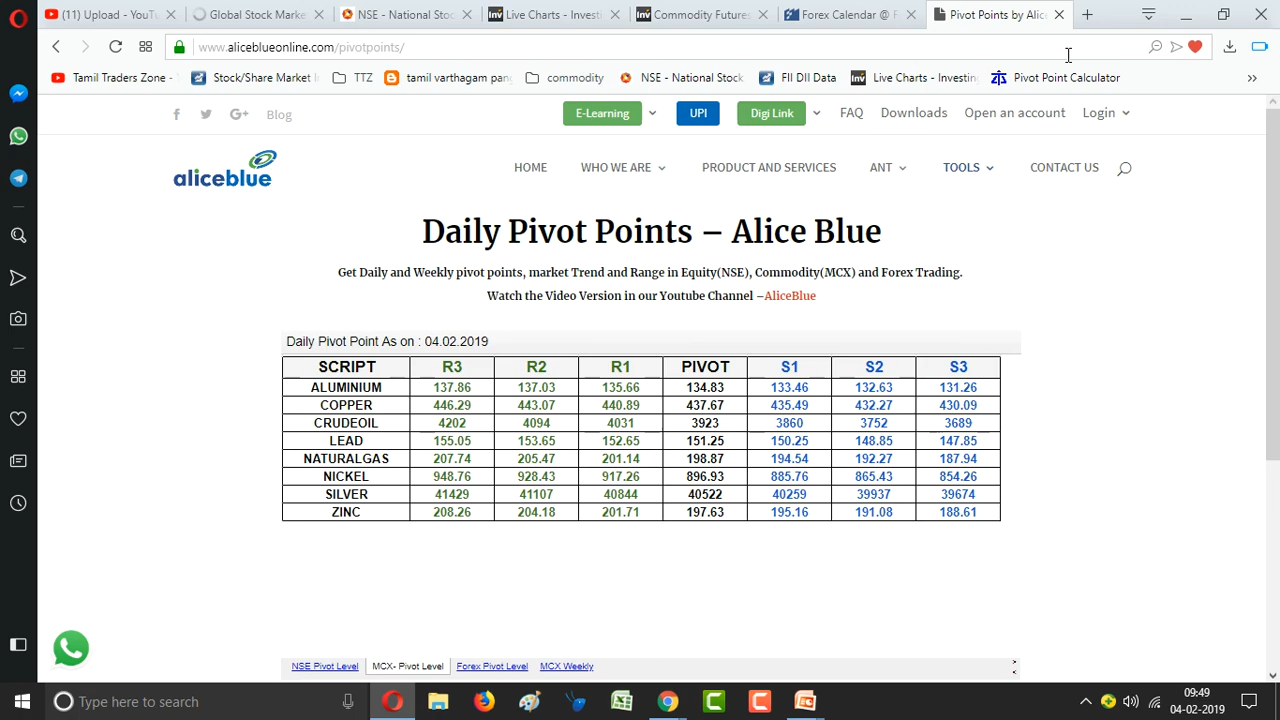 (11) Upload - YouT
Global Stock Marke
NSE - National Stoc
Live Charts - Investi
Commodity Futures
Forex Calendar @ F
Pivot Points by Alice
www.aliceblueonline.com/pivotpoints/
Tamil Traders Zone -
Stock/Share Market I
TTZ
tamil varthagam pan
commodity
NSE - National Stock
FII DII Data
Live Charts - Investin
Pivot Point Calculator
Blog
E-Learning
UPI
Digi Link
FAQ
Downloads
Open an account
Login
aliceblue
HOME
WHO WE ARE
PRODUCT AND SERVICES
ANT
TOOLS
CONTACT US
Daily Pivot Points – Alice Blue
Get Daily and Weekly pivot points, market Trend and Range in Equity(NSE), Commodity(MCX) and Forex Trading.
Watch the Video Version in our Youtube Channel –AliceBlue
Daily Pivot Point As on : 04.02.2019
SCRIPT R3 R2 R1 PIVOT S1 S2 S3
ALUMINIUM 137.86 137.03 135.66 134.83 133.46 132.63 131.26
COPPER 446.29 443.07 440.89 437.67 435.49 432.27 430.09
CRUDEOIL 4202 4094 4031 3923 3860 3752 3689
LEAD 155.05 153.65 152.65 151.25 150.25 148.85 147.85
NATURALGAS 207.74 205.47 201.14 198.87 194.54 192.27 187.94
NICKEL 948.76 928.43 917.26 896.93 885.76 865.43 854.26
SILVER 41429 41107 40844 40522 40259 39937 39674
ZINC 208.26 204.18 201.71 197.63 195.16 191.08 188.61
NSE Pivot Level
MCX- Pivot Level
Forex Pivot Level
MCX Weekly
Type here to search
09:49
04-02-2019